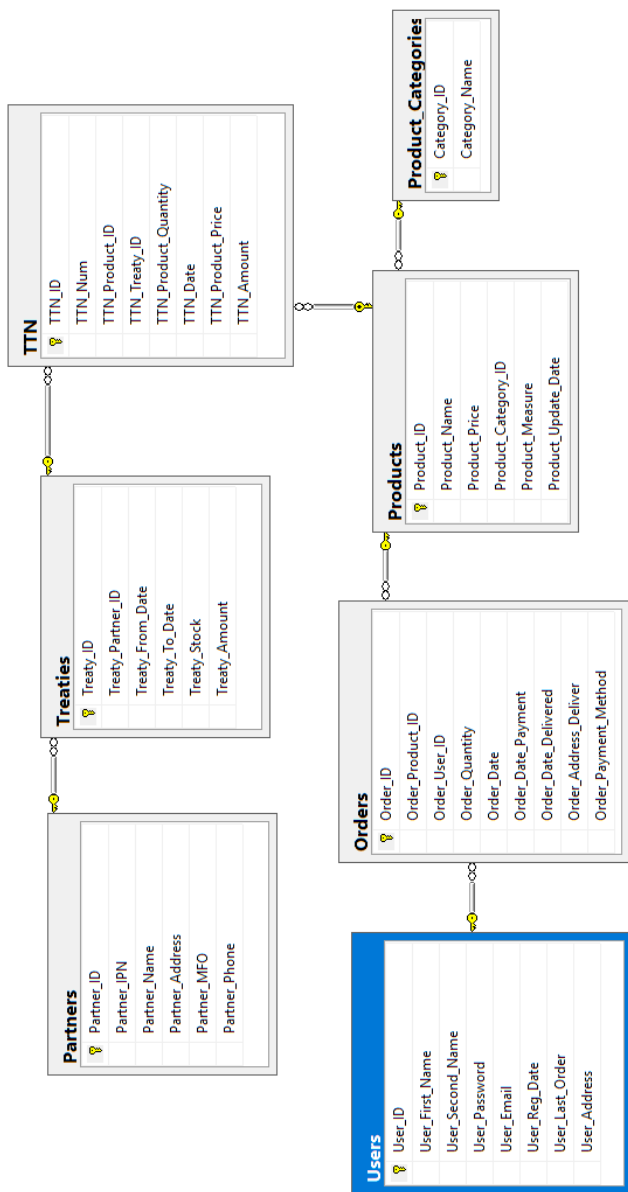 Partners
Partner_ID
Partner_IPN
Partner_Name
Partner_Address
Partner_MFO
Partner_Phone
Treaties
Treaty_ID
Treaty_Partner_ID
Treaty_From_Date
Treaty_To_Date
Treaty_Stock
Treaty_Amount
TTN
TTN_ID
TTN_Num
TTN_Product_ID
TTN_Treaty_ID
TTN_Product_Quantity
TTN_Date
TTN_Product_Price
TTN_Amount
Users
User_ID
User_First_Name
User_Second_Name
User_Password
User_Email
User_Reg_Date
User_Last_Order
User_Address
Orders
Order_ID
Order_Product_ID
Order_User_ID
Order_Quantity
Order_Date
Order_Date_Payment
Order_Date_Delivered
Order_Address_Deliver
Order_Payment_Method
Products
Product_ID
Product_Name
Product_Price
Product_Category_ID
Product_Measure
Product_Update_Date
Product_Categories
Category_ID
Category_Name